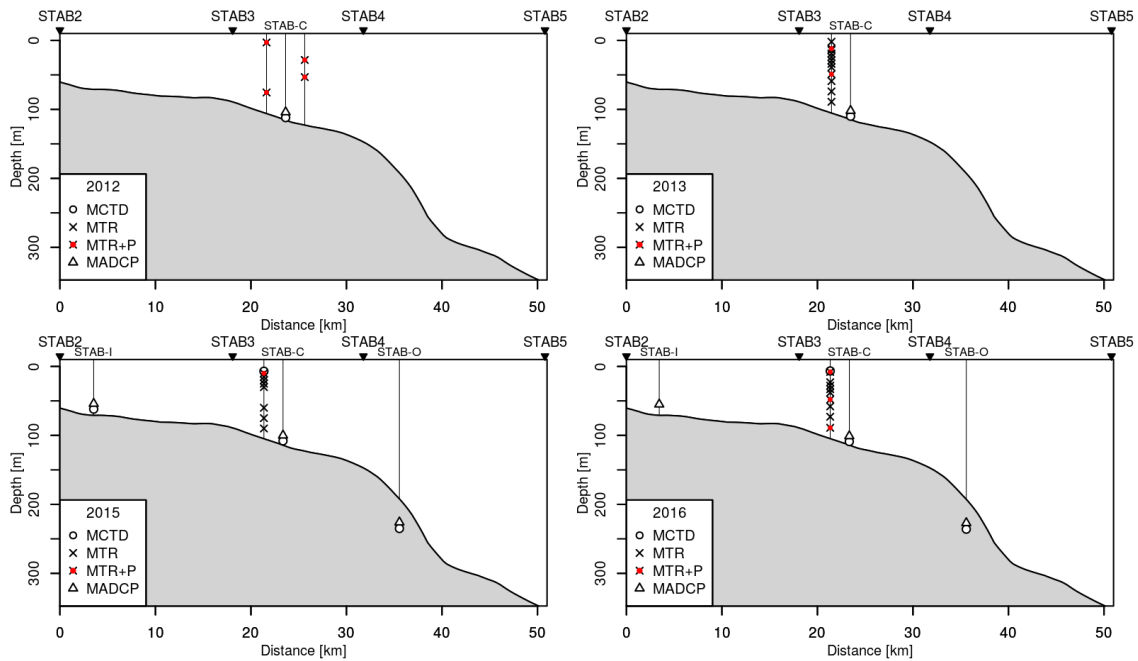 STAB2 STAB3 STAB-C STAB4 STAB5
0
100
200
300
Depth [m]
2012
MCTD
MTR
MTR+P
MADCP
0 10 20 30 40 50
Distance [km]
STAB2 STAB3 STAB-C STAB4 STAB5
0
100
200
300
Depth [m]
2013
MCTD
MTR
MTR+P
MADCP
0 10 20 30 40 50
Distance [km]
STAB2 STAB-I STAB3 STAB-C STAB4 STAB-O STAB5
0
100
200
300
Depth [m]
2015
MCTD
MTR
MTR+P
MADCP
0 10 20 30 40 50
Distance [km]
STAB2 STAB-I STAB3 STAB-C STAB4 STAB-O STAB5
0
100
200
300
Depth [m]
2016
MCTD
MTR
MTR+P
MADCP
0 10 20 30 40 50
Distance [km]